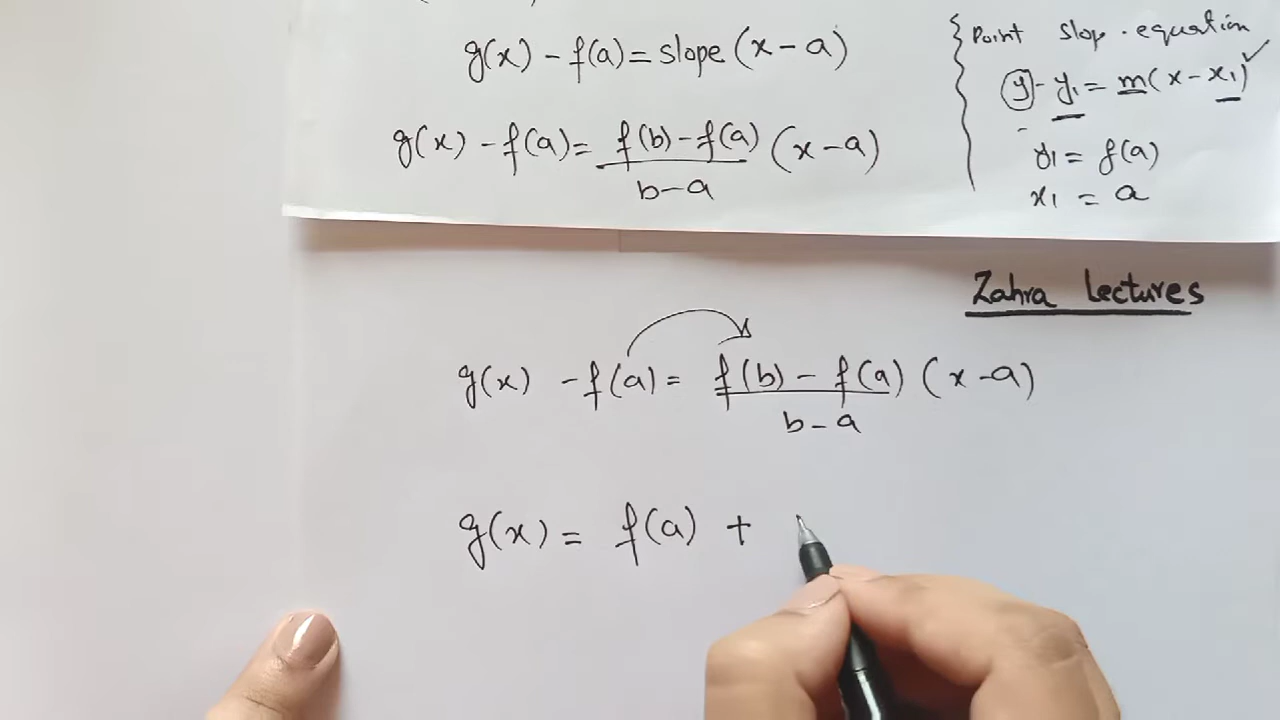 g(x) - f(a) = slope (x - a)
g(x) - f(a) = f(b) - f(a) (x - a)
b - a
Point slop. equation
y - y₁ = m(x - x₁)
y₁ = f(a)
x₁ = a
Zahra Lectures
g(x) - f(a) = f(b) - f(a) (x - a)
b - a
g(x) = f(a) +